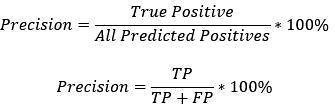 Precision = True Positive / All Predicted Positives * 100%
Precision = TP / TP + FP * 100%